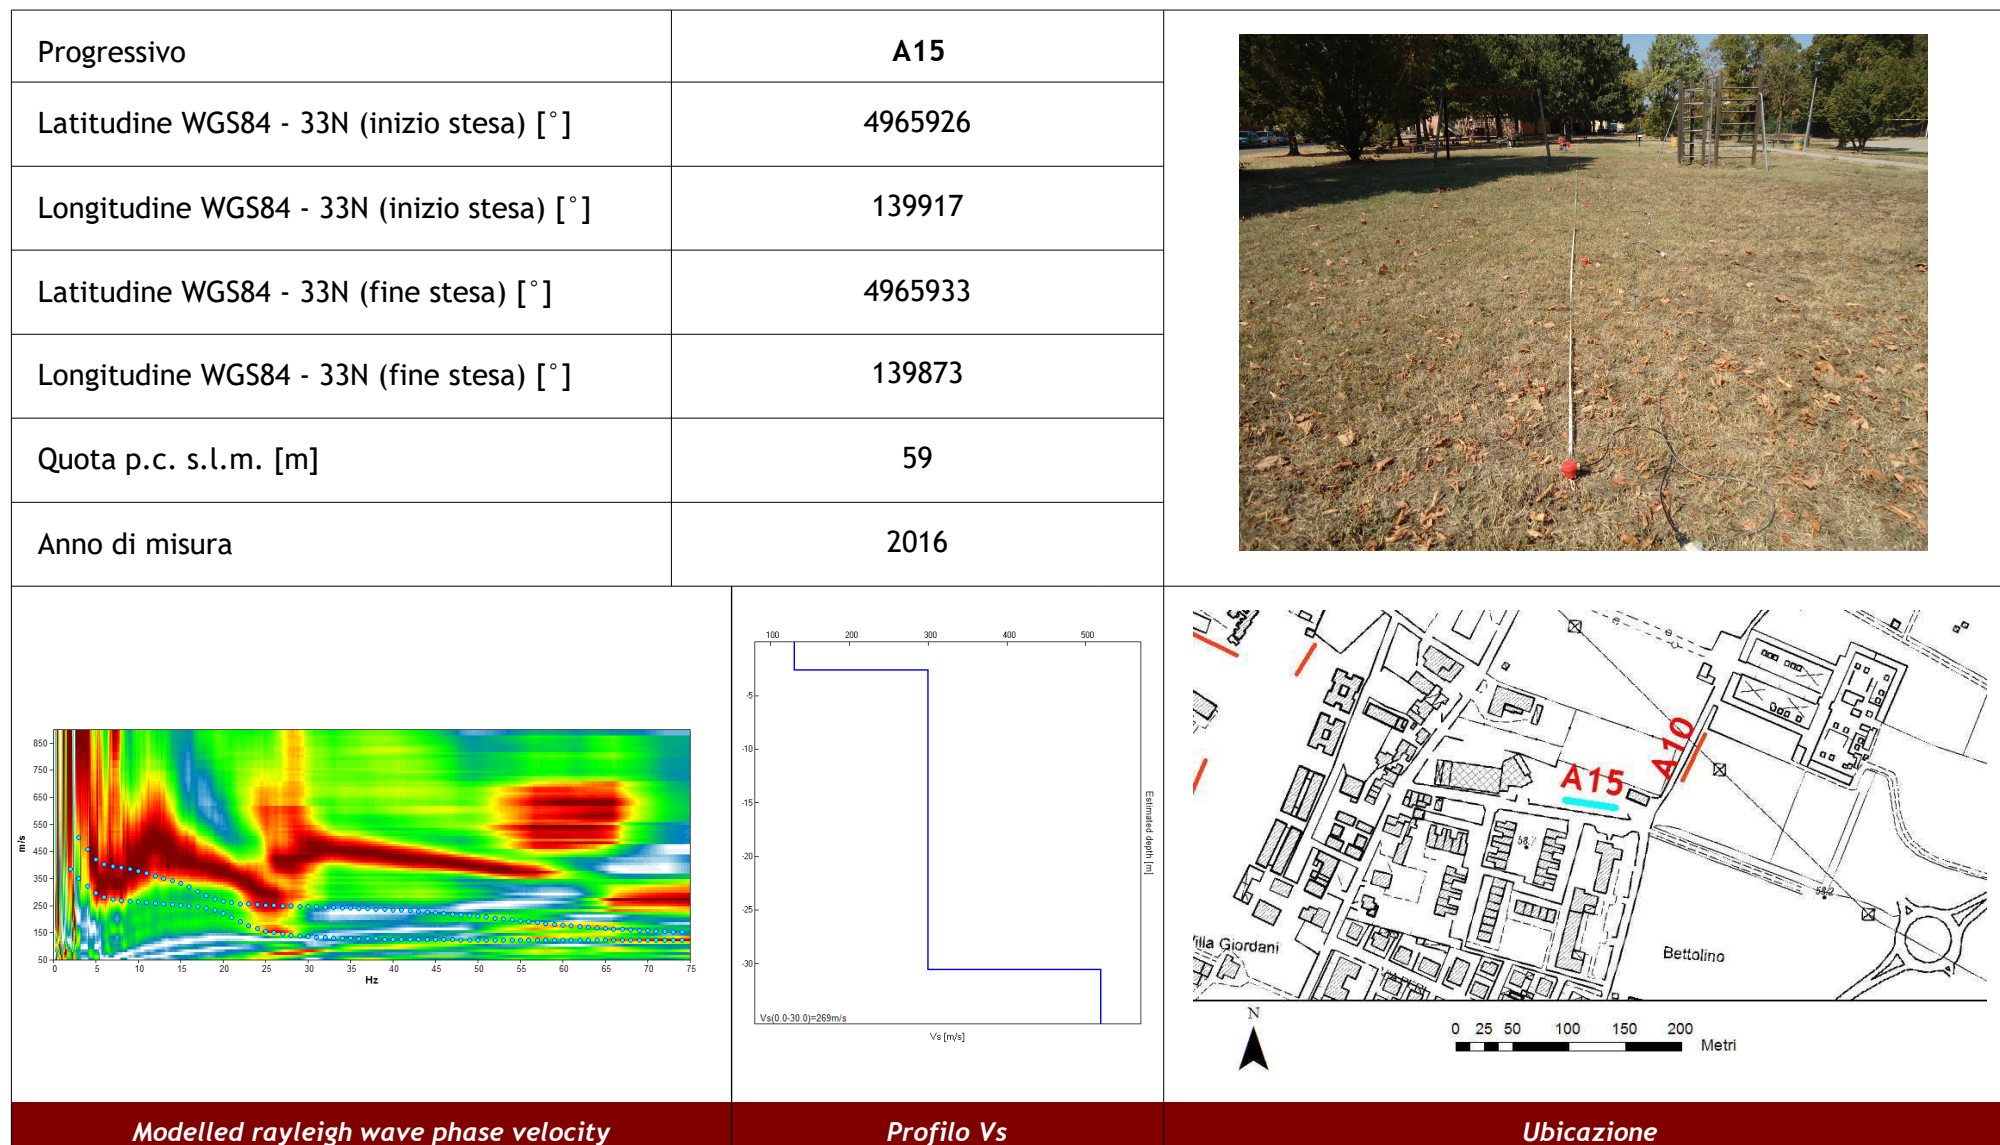 Progressivo
A15
Latitudine WGS84 - 33N (inizio stesa) [°]
4965926
Longitudine WGS84 - 33N (inizio stesa) [°]
139917
Latitudine WGS84 - 33N (fine stesa) [°]
4965933
Longitudine WGS84 - 33N (fine stesa) [°]
139873
Quota p.c. s.l.m. [m]
59
Anno di misura
2016
850
750
650
550
450
350
250
150
50
m/s
0 5 10 15 20 25 30 35 40 45 50 55 60 65 70 75
Hz
100 200 300 400 500
-5
-10
-15
-20
-25
-30
Estimated depth [m]
Vs(0.0-30.0)=269m/s
Vs [m/s]
A10
A15
58.7
58.2
Villa Giordani
Bettolino
N
0 25 50 100 150 200
Metri
Modelled rayleigh wave phase velocity
Profilo Vs
Ubicazione